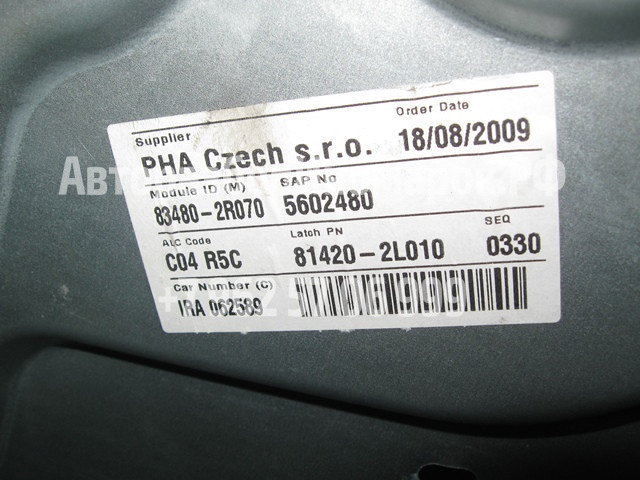 Supplier Order Date
PHA Czech s.r.o. 18/08/2009
Module ID (M) SAP No
83480-2R070 5602480
ALC Code Latch PN SEQ
C04 R5C 81420-2L010 0330
Car Number (C)
IRA 062589